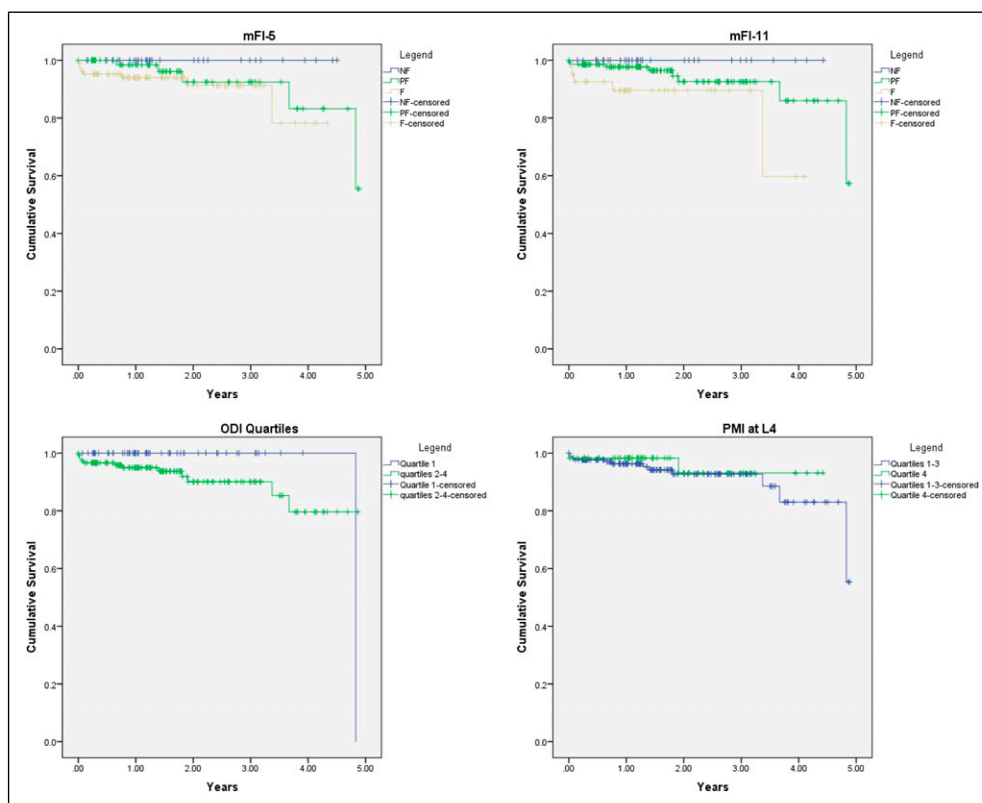 mFI-5
Legend
NF
PF
F
NF-censored
PF-censored
F-censored
1.0
0.8
0.6
0.4
0.2
0.0
Cumulative Survival
.00 1.00 2.00 3.00 4.00 5.00
Years
mFI-11
Legend
NF
PF
F
NF-censored
PF-censored
F-censored
1.0
0.8
0.6
0.4
0.2
0.0
Cumulative Survival
.00 1.00 2.00 3.00 4.00 5.00
Years
ODI Quartiles
Legend
Quartile 1
quartiles 2-4
Quartile 1-censored
quartiles 2-4-censored
1.0
0.8
0.6
0.4
0.2
0.0
Cumulative Survival
.00 1.00 2.00 3.00 4.00 5.00
Years
PMI at L4
Legend
Quartiles 1-3
Quartile 4
Quartiles 1-3-censored
Quartile 4-censored
1.0
0.8
0.6
0.4
0.2
0.0
Cumulative Survival
.00 1.00 2.00 3.00 4.00 5.00
Years